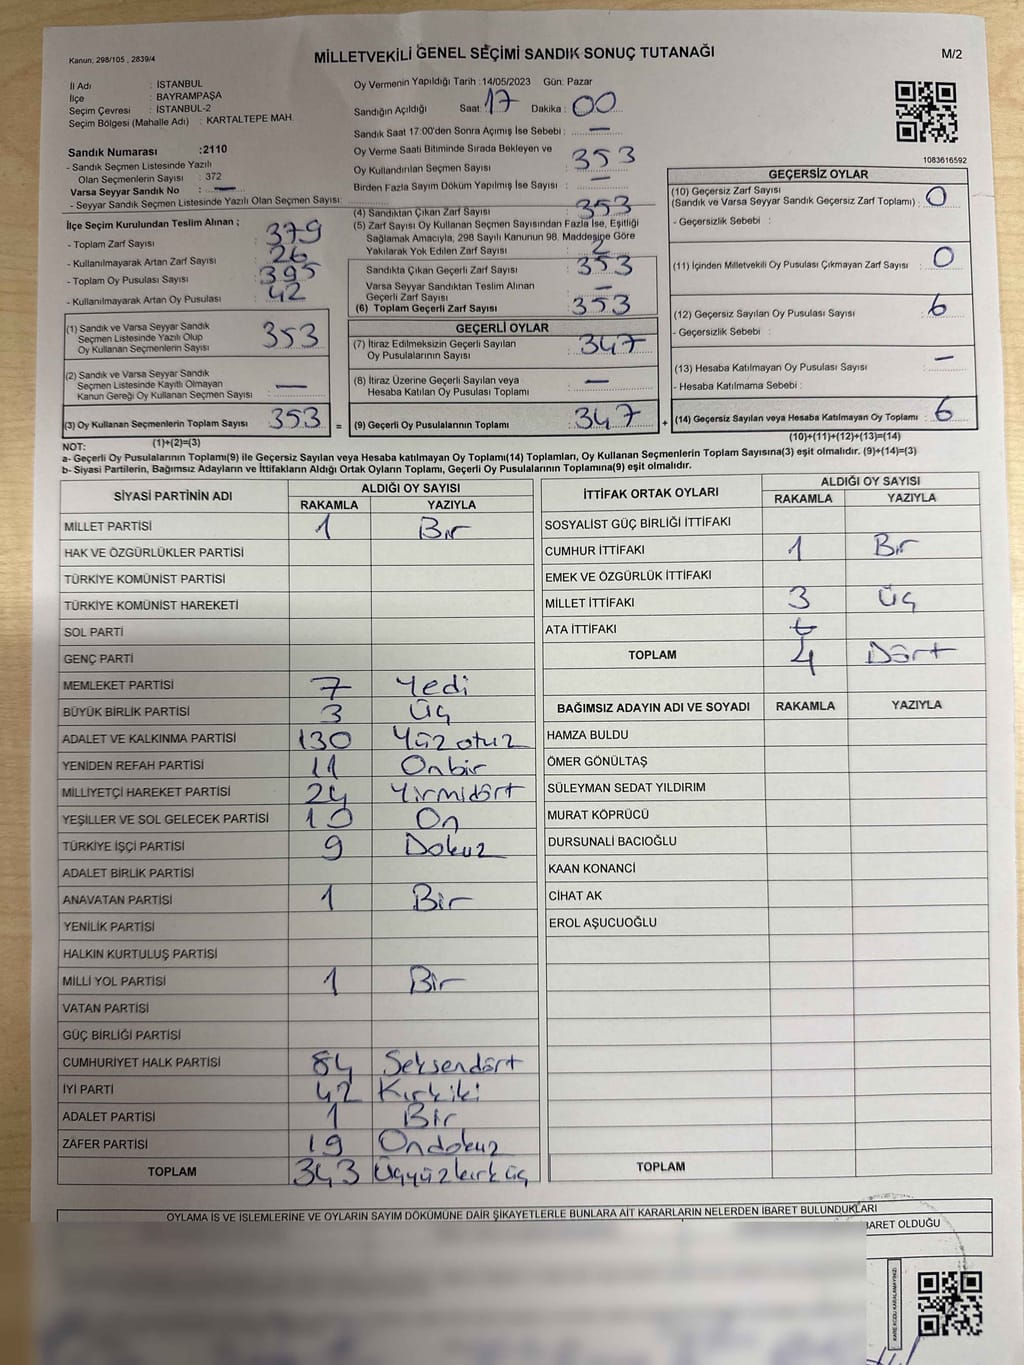 Kanun, 298/105 , 2839/4
MİLLETVEKİLİ GENEL SEÇİMİ SANDIK SONUÇ TUTANAĞI
M/2
İl Adı : İSTANBUL
İlçe : BAYRAMPAŞA
Seçim Çevresi : İSTANBUL-2
Seçim Bölgesi (Mahalle Adı) : KARTALTEPE MAH.
Oy Vermenin Yapıldığı Tarih : 14/05/2023 Gün: Pazar
Sandığın Açıldığı Saat: 17 Dakika : 00
Sandık Saat 17:00'den Sonra Açımış İse Sebebi : —
Sandık Numarası :2110
- Sandık Seçmen Listesinde Yazılı
Olan Seçmenlerin Sayısı : 372
Varsa Seyyar Sandık No : —
- Seyyar Sandık Seçmen Listesinde Yazılı Olan Seçmen Sayısı:
Oy Verme Saati Bitiminde Sırada Bekleyen ve
Oy Kullandırılan Seçmen Sayısı : 353
Birden Fazla Sayım Döküm Yapılmış İse Sayısı : —
1083616592
İlçe Seçim Kurulundan Teslim Alınan ;
- Toplam Zarf Sayısı : 379
- Kullanılmayarak Artan Zarf Sayısı : 26
- Toplam Oy Pusulası Sayısı : 395
- Kullanılmayarak Artan Oy Pusulası : 42
(1) Sandık ve Varsa Seyyar Sandık
Seçmen Listesinde Yazılı Olup
Oy Kullanan Seçmenlerin Sayısı : 353
(2) Sandık ve Varsa Seyyar Sandık
Seçmen Listesinde Kayıtlı Olmayan
Kanun Gereği Oy Kullanan Seçmen Sayısı : —
(3) Oy Kullanan Seçmenlerin Toplam Sayısı : 353 =
(1)+(2)=(3)
(4) Sandıktan Çıkan Zarf Sayısı : 353
(5) Zarf Sayısı Oy Kullanan Seçmen Sayısından Fazla İse, Eşitliği
Sağlamak Amacıyla, 298 Sayılı Kanunun 98. Maddesine Göre
Yakılarak Yok Edilen Zarf Sayısı :
Sandıkta Çıkan Geçerli Zarf Sayısı : 353
Varsa Seyyar Sandıktan Teslim Alınan
Geçerli Zarf Sayısı : —
(6) Toplam Geçerli Zarf Sayısı : 353
GEÇERLİ OYLAR
(7) İtiraz Edilmeksizin Geçerli Sayılan
Oy Pusulalarının Sayısı : 347
(8) İtiraz Üzerine Geçerli Sayılan veya
Hesaba Katılan Oy Pusulası Toplamı : —
(9) Geçerli Oy Pusulalarının Toplamı : 347 +
GEÇERSİZ OYLAR
(10) Geçersiz Zarf Sayısı
(Sandık ve Varsa Seyyar Sandık Geçersiz Zarf Toplamı) : 0
- Geçersizlik Sebebi :
(11) İçinden Milletvekili Oy Pusulası Çıkmayan Zarf Sayısı : 0
(12) Geçersiz Sayılan Oy Pusulası Sayısı : 6
- Geçersizlik Sebebi :
(13) Hesaba Katılmayan Oy Pusulası Sayısı : —
- Hesaba Katılmama Sebebi :
(14) Geçersiz Sayılan veya Hesaba Katılmayan Oy Toplamı : 6
(10)+(11)+(12)+(13)=(14)
NOT:
a- Geçerli Oy Pusulalarının Toplamı(9) ile Geçersiz Sayılan veya Hesaba katılmayan Oy Toplamı(14) Toplamları, Oy Kullanan Seçmenlerin Toplam Sayısına(3) eşit olmalıdır. (9)+(14)=(3)
b- Siyasi Partilerin, Bağımsız Adayların ve İttifakların Aldığı Ortak Oyların Toplamı, Geçerli Oy Pusulalarının Toplamına(9) eşit olmalıdır.
SİYASİ PARTİNİN ADI ALDIĞI OY SAYISI
RAKAMLA YAZIYLA
MİLLET PARTİSİ 1 Bir
HAK VE ÖZGÜRLÜKLER PARTİSİ
TÜRKİYE KOMÜNİST PARTİSİ
TÜRKİYE KOMÜNİST HAREKETİ
SOL PARTİ
GENÇ PARTİ
MEMLEKET PARTİSİ 7 Yedi
BÜYÜK BİRLİK PARTİSİ 3 Üç
ADALET VE KALKINMA PARTİSİ 130 Yüz otuz
YENİDEN REFAH PARTİSİ 11 Onbir
MİLLİYETÇİ HAREKET PARTİSİ 24 Yirmidört
YEŞİLLER VE SOL GELECEK PARTİSİ 10 On
TÜRKİYE İŞÇİ PARTİSİ 9 Dokuz
ADALET BİRLİK PARTİSİ
ANAVATAN PARTİSİ 1 Bir
YENİLİK PARTİSİ
HALKIN KURTULUŞ PARTİSİ
MİLLİ YOL PARTİSİ 1 Bir
VATAN PARTİSİ
GÜÇ BİRLİĞİ PARTİSİ
CUMHURİYET HALK PARTİSİ 84 Seksendört
İYİ PARTİ 42 Kırkiki
ADALET PARTİSİ 1 Bir
ZAFER PARTİSİ 19 Ondokuz
TOPLAM 343 Üçyüzkırküç
İTTİFAK ORTAK OYLARI ALDIĞI OY SAYISI
RAKAMLA YAZIYLA
SOSYALİST GÜÇ BİRLİĞİ İTTİFAKI
CUMHUR İTTİFAKI 1 Bir
EMEK VE ÖZGÜRLÜK İTTİFAKI
MİLLET İTTİFAKI 3 Üç
ATA İTTİFAKI
TOPLAM 4 Dört
BAĞIMSIZ ADAYIN ADI VE SOYADI RAKAMLA YAZIYLA
HAMZA BULDU
ÖMER GÖNÜLTAŞ
SÜLEYMAN SEDAT YILDIRIM
MURAT KÖPRÜCÜ
DURSUNALİ BACIOĞLU
KAAN KONANCİ
CİHAT AK
EROL AŞUCUOĞLU
TOPLAM
OYLAMA İŞ VE İŞLEMLERİNE VE OYLARIN SAYIM DÖKÜMÜNE DAİR ŞİKAYETLERLE BUNLARA AİT KARARLARIN NELERDEN İBARET BULUNDUKLARI
BARET OLDUĞU
KARE KODU KARALAMAYINIZ!